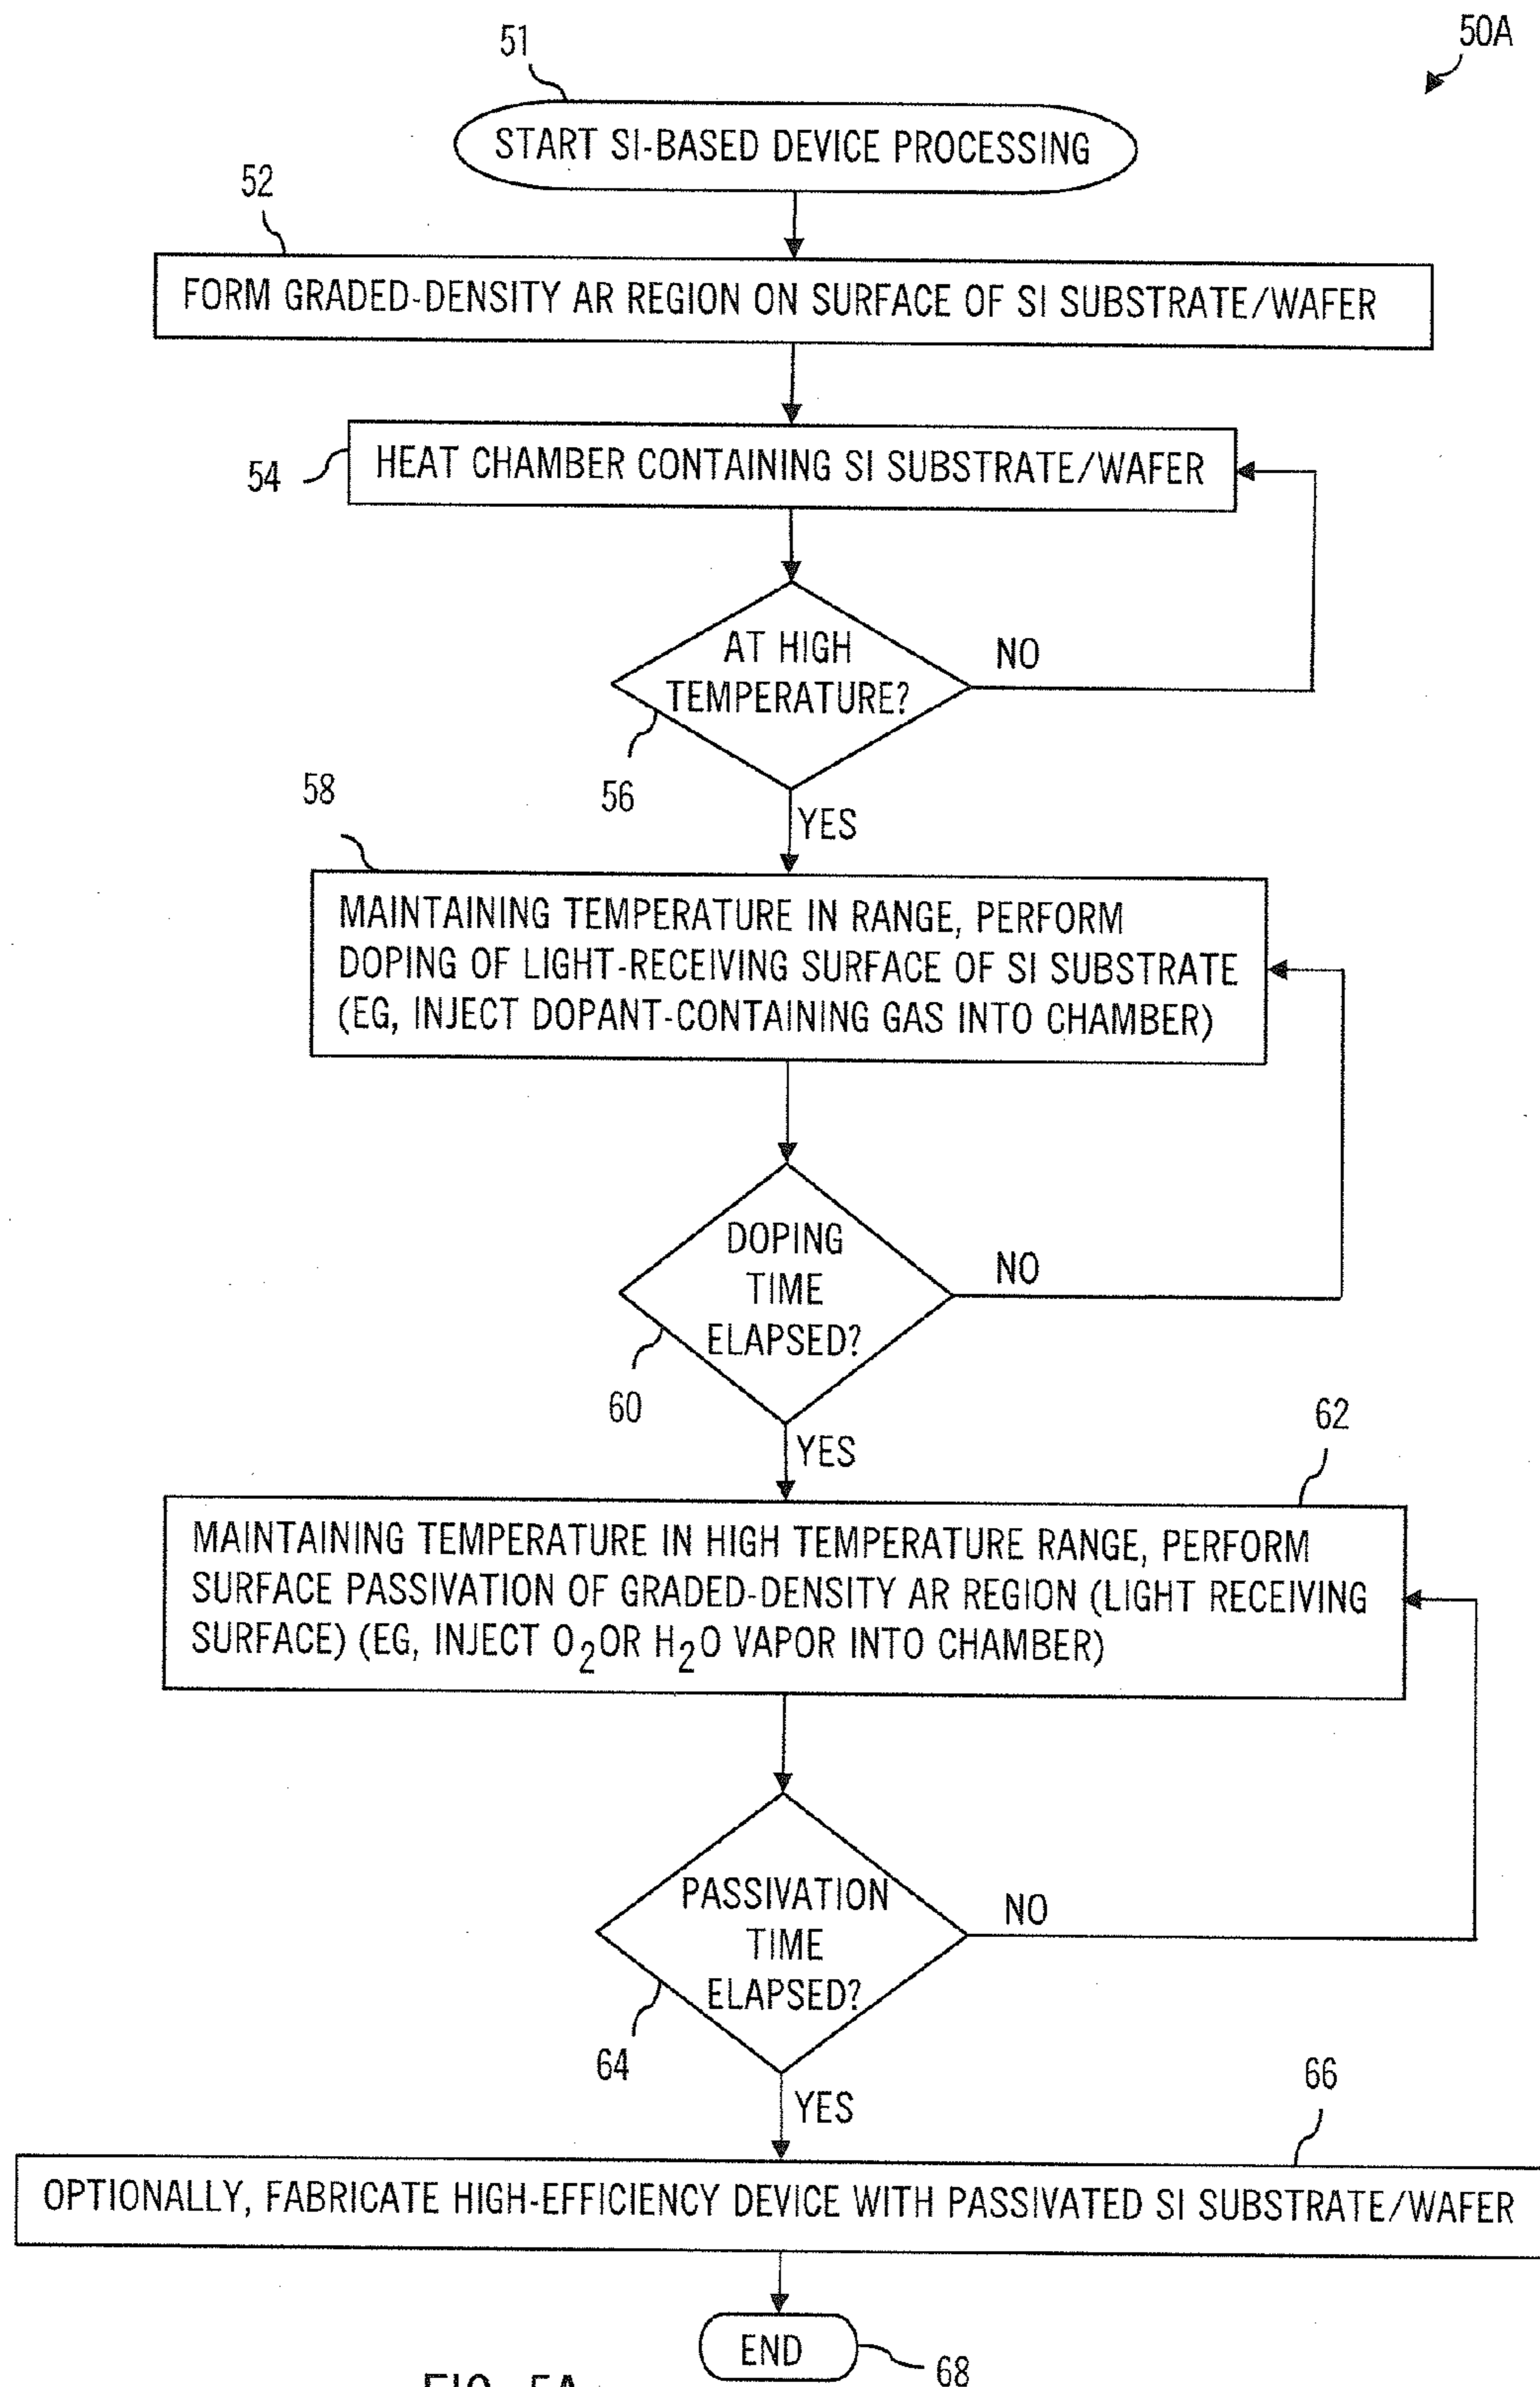 50A
51
START SI-BASED DEVICE PROCESSING
52
FORM GRADED-DENSITY AR REGION ON SURFACE OF SI SUBSTRATE/WAFER
54
HEAT CHAMBER CONTAINING SI SUBSTRATE/WAFER
AT HIGH
TEMPERATURE?
NO
56
YES
58
MAINTAINING TEMPERATURE IN RANGE, PERFORM
DOPING OF LIGHT-RECEIVING SURFACE OF SI SUBSTRATE
(EG, INJECT DOPANT-CONTAINING GAS INTO CHAMBER)
DOPING
TIME
ELAPSED?
NO
60
YES
62
MAINTAINING TEMPERATURE IN HIGH TEMPERATURE RANGE, PERFORM
SURFACE PASSIVATION OF GRADED-DENSITY AR REGION (LIGHT RECEIVING
SURFACE) (EG, INJECT O2 OR H2O VAPOR INTO CHAMBER)
PASSIVATION
TIME
ELAPSED?
NO
64
YES
66
OPTIONALLY, FABRICATE HIGH-EFFICIENCY DEVICE WITH PASSIVATED SI SUBSTRATE/WAFER
END
68
FIG. 5A